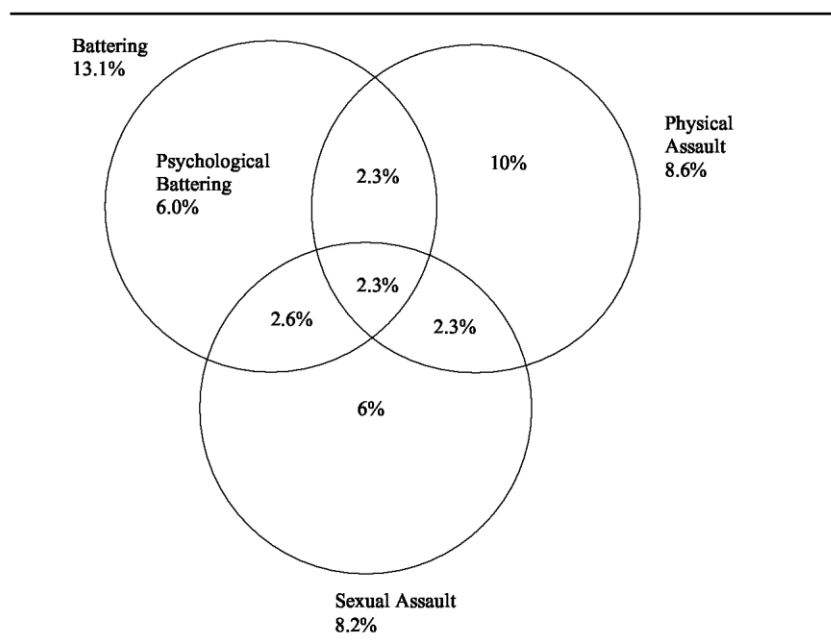 Battering
13.1%
Physical
Assault
8.6%
Psychological
Battering
6.0%
2.3%
10%
2.3%
2.6%
2.3%
6%
Sexual Assault
8.2%